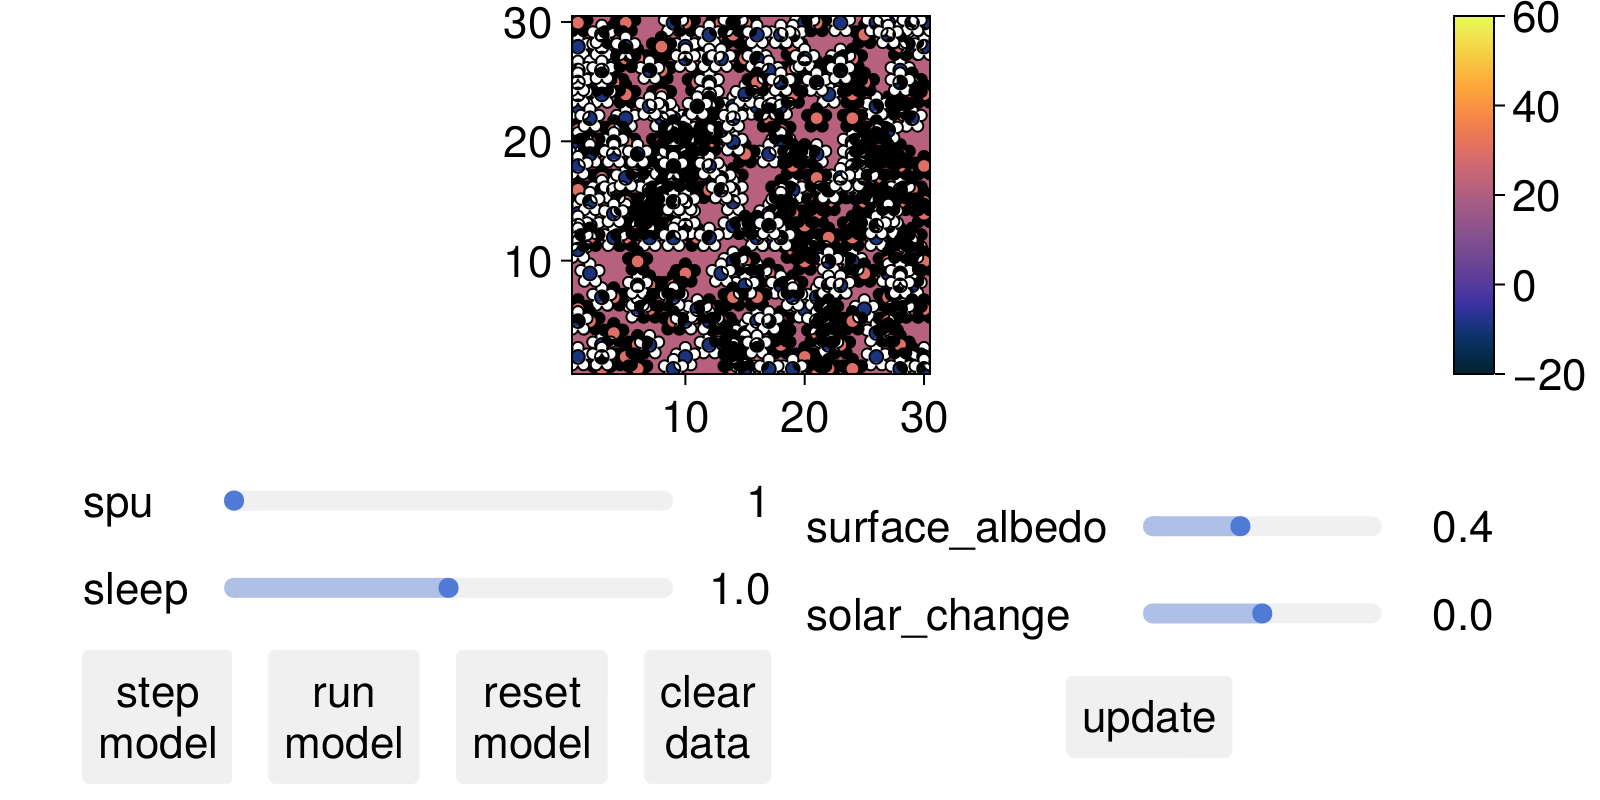 30
20
10
10 20 30
60
40
20
0
−20
spu 1
sleep 1.0
surface_albedo 0.4
solar_change 0.0
step
model
run
model
reset
model
clear
data
update